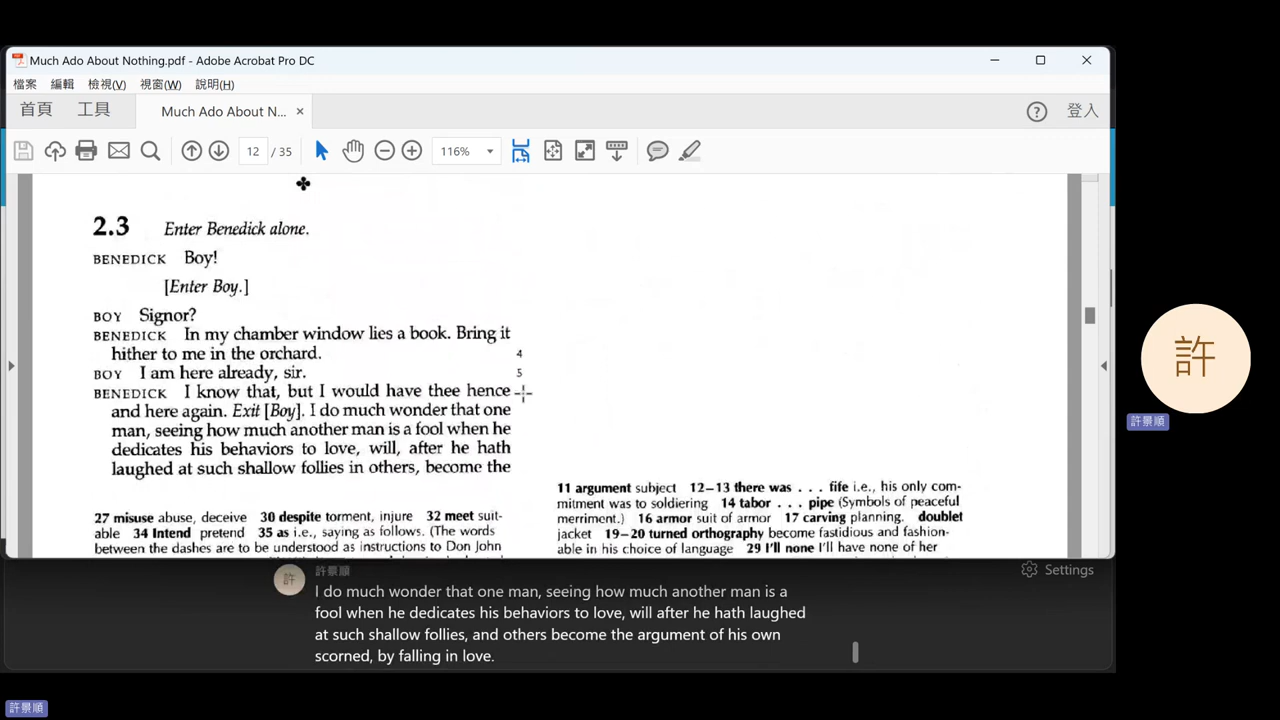 Much Ado About Nothing.pdf - Adobe Acrobat Pro DC
檔案 編輯 檢視(V) 視窗(W) 說明(H)
首頁 工具 Much Ado About N... × 登入
12 / 35 116%
2.3 Enter Benedick alone.
BENEDICK Boy!
[Enter Boy.]
BOY Signor?
BENEDICK In my chamber window lies a book. Bring it
hither to me in the orchard. 4
BOY I am here already, sir. 5
BENEDICK I know that, but I would have thee hence
and here again. Exit [Boy]. I do much wonder that one
man, seeing how much another man is a fool when he
dedicates his behaviors to love, will, after he hath
laughed at such shallow follies in others, become the
27 misuse abuse, deceive 30 despite torment, injure 32 meet suit-
able 34 Intend pretend 35 as i.e., saying as follows. (The words
between the dashes are to be understood as instructions to Don John
11 argument subject 12–13 there was . . . fife i.e., his only com-
mitment was to soldiering 14 tabor . . . pipe (Symbols of peaceful
merriment.) 16 armor suit of armor 17 carving planning. doublet
jacket 19–20 turned orthography become fastidious and fashion-
able in his choice of language 29 I'll none I'll have none of her
許
許景順
Settings
I do much wonder that one man, seeing how much another man is a
fool when he dedicates his behaviors to love, will after he hath laughed
at such shallow follies, and others become the argument of his own
scorned, by falling in love.
許
許景順
許景順